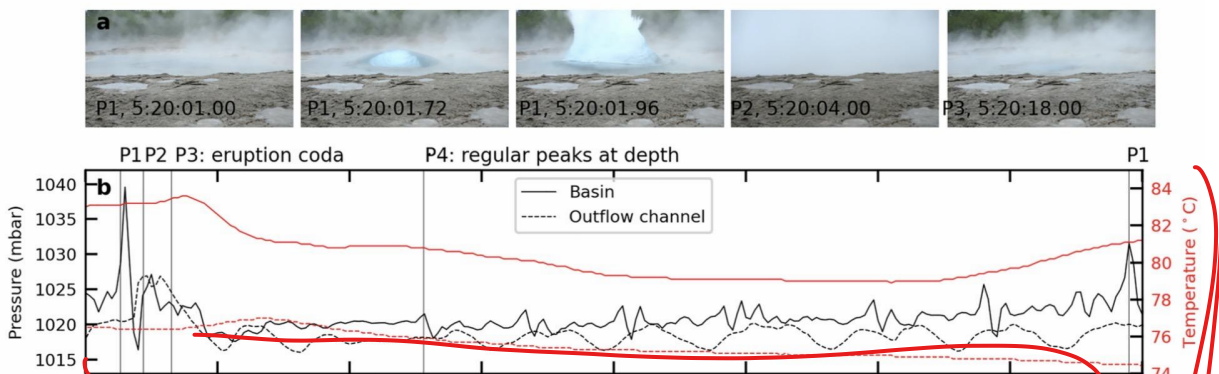 a
P1, 5:20:01.00
P1, 5:20:01.72
P1, 5:20:01.96
P2, 5:20:04.00
P3, 5:20:18.00
P1 P2 P3: eruption coda
P4: regular peaks at depth
P1
b
Basin
Outflow channel
Pressure (mbar)
1040
1035
1030
1025
1020
1015
84
82
80
78
76
74
Temperature (°C)